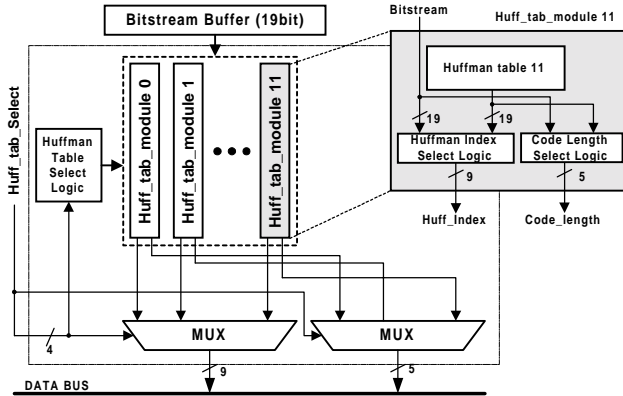 Bitstream Buffer (19bit)
Bitstream
Huff_tab_module 11
Huff_tab_Select
Huffman Table Select Logic
Huff_tab_module 0
Huff_tab_module 1
Huff_tab_module 11
Huffman table 11
19
19
Huffman Index
Select Logic
Code Length
Select Logic
9
5
Huff_Index
Code_length
4
MUX
MUX
9
5
DATA BUS